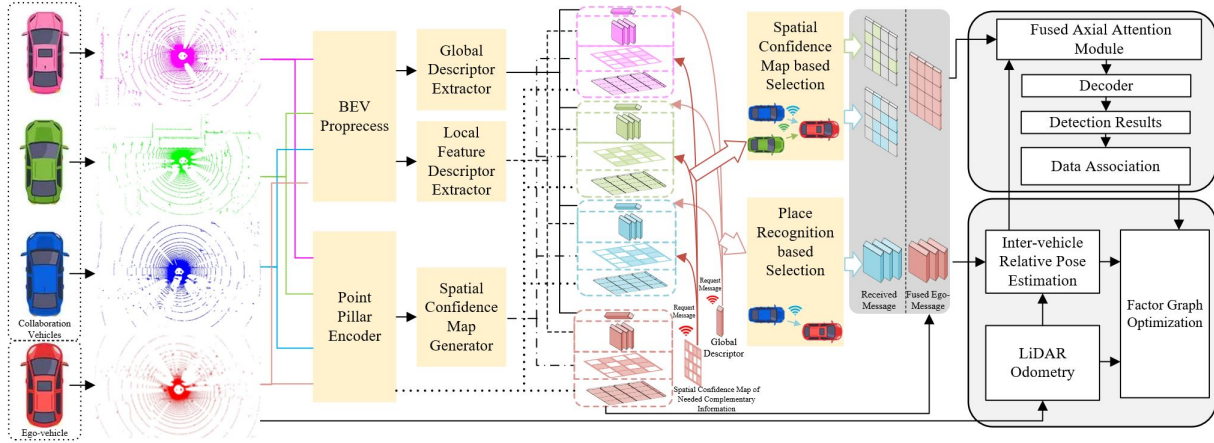 Collaboration
Vehicles
Ego-vehicle
BEV
Proprecess
Point
Pillar
Encoder
Global
Descriptor
Extractor
Local
Feature
Descriptor
Extractor
Spatial
Confidence
Map
Generator
Request
Message
Request
Message
Global
Descriptor
Spatial Confidence Map of
Needed Complementary
Information
Spatial
Confidence
Map based
Selection
Place
Recognition
based
Selection
Received
Message
Fused Ego-
Message
Fused Axial Attention
Module
Decoder
Detection Results
Data Association
Inter-vehicle
Relative Pose
Estimation
LiDAR
Odometry
Factor Graph
Optimization